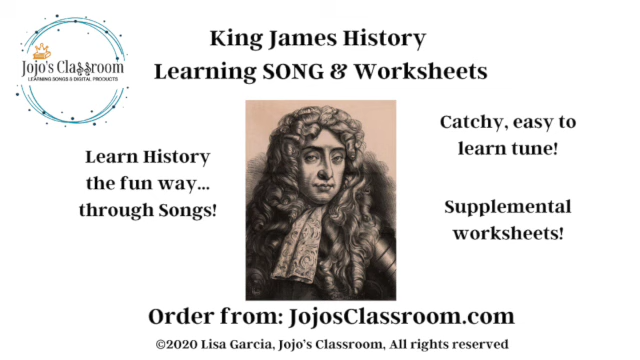 Jojo's Classroom
LEARNING SONGS & DIGITAL PRODUCTS
King James History
Learning SONG & Worksheets
Learn History
the fun way...
through Songs!
Catchy, easy to
learn tune!
Supplemental
worksheets!
Order from: JojosClassroom.com
©2020 Lisa Garcia, Jojo's Classroom, All rights reserved